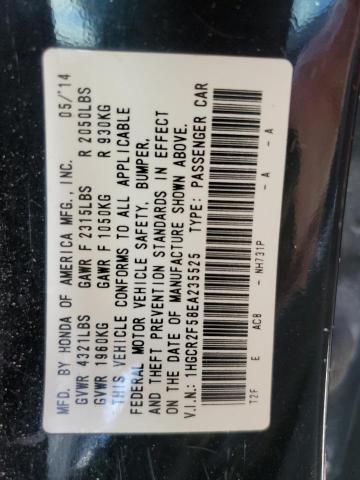 MFD. BY HONDA OF AMERICA MFG., INC. 05/'14
GVWR 4321LBS GAWR F 2315LBS R 2050LBS
GVWR 1960KG GAWR F 1050KG R 930KG
THIS VEHICLE CONFORMS TO ALL APPLICABLE
FEDERAL MOTOR VEHICLE SAFETY, BUMPER,
AND THEFT PREVENTION STANDARDS IN EFFECT
ON THE DATE OF MANUFACTURE SHOWN ABOVE.
V.I.N.: 1HGCR2F58EA235525 TYPE: PASSENGER CAR
T2F E ACB - NH731P - A - A